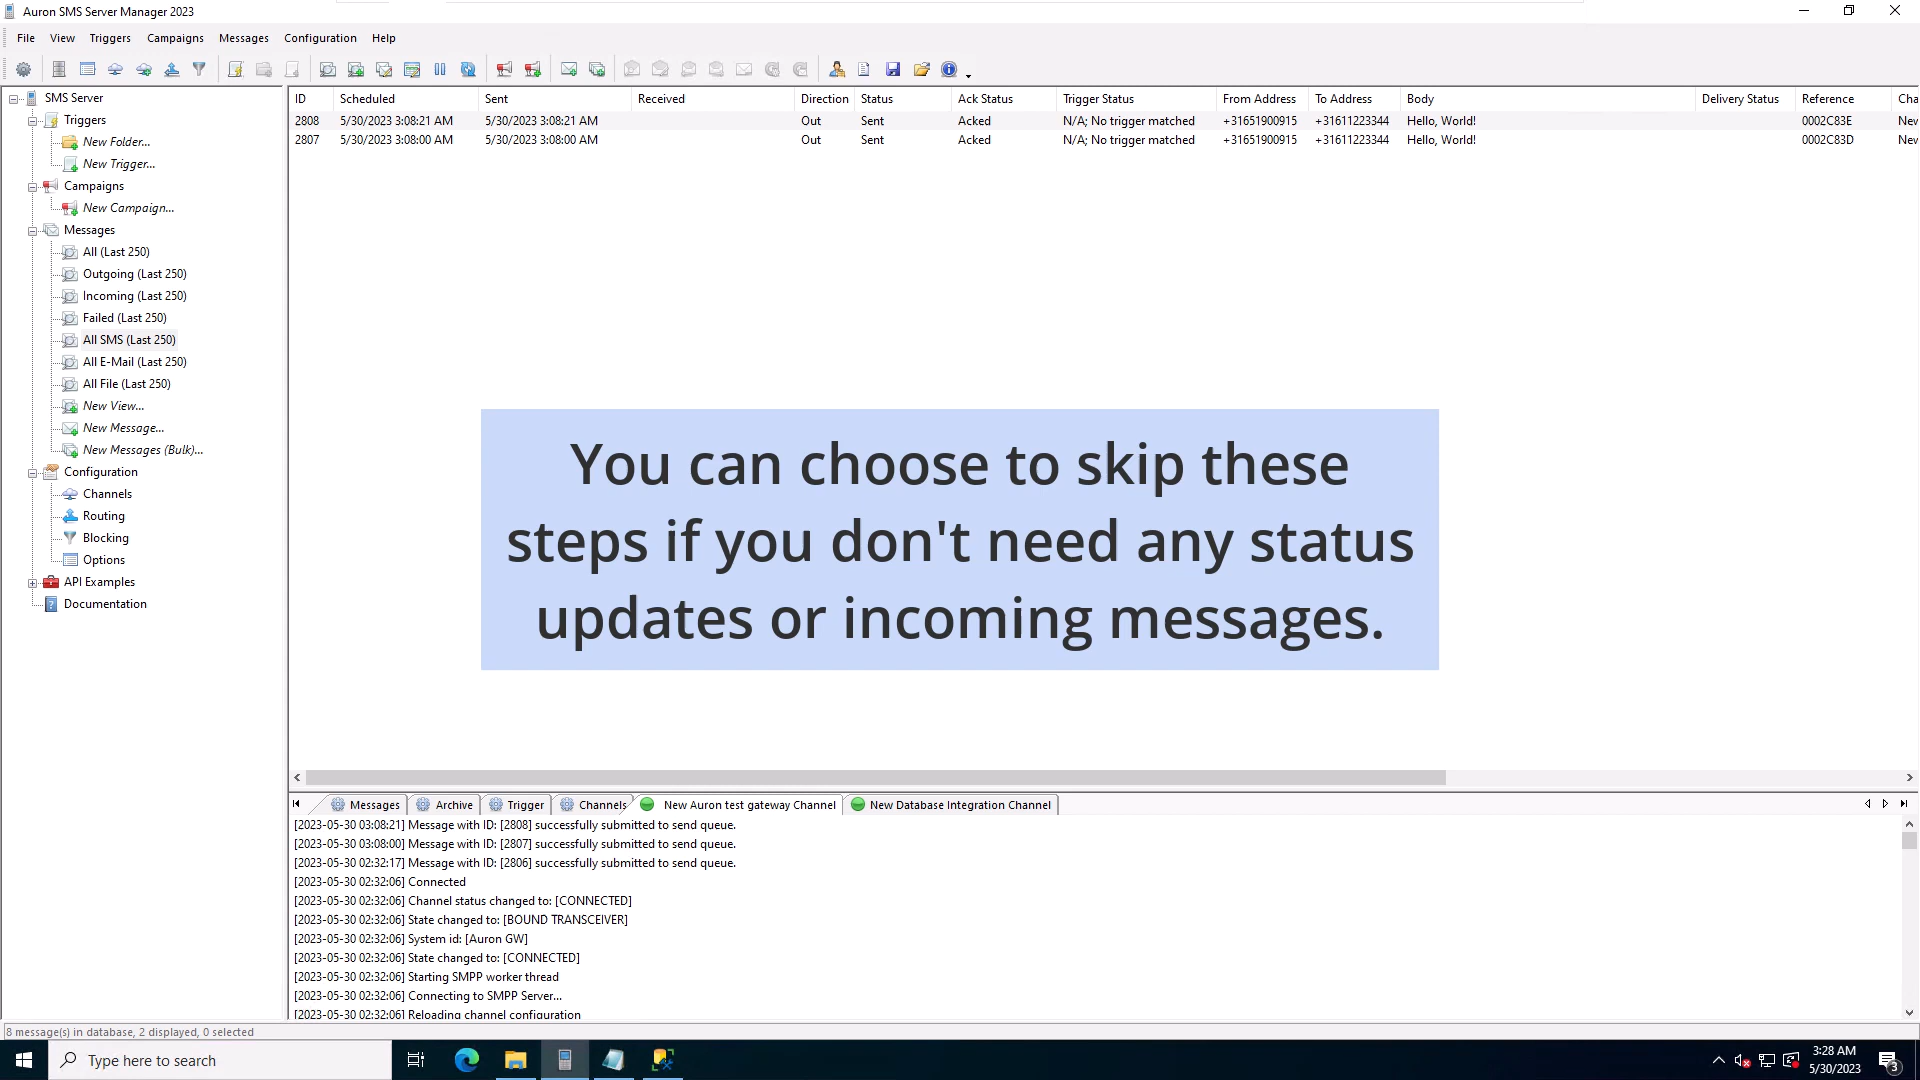 Auron SMS Server Manager 2023
File View Triggers Campaigns Messages Configuration Help
SMS Server
Triggers
New Folder...
New Trigger...
Campaigns
New Campaign...
Messages
All (Last 250)
Outgoing (Last 250)
Incoming (Last 250)
Failed (Last 250)
All SMS (Last 250)
All E-Mail (Last 250)
All File (Last 250)
New View...
New Message...
New Messages (Bulk)...
Configuration
Channels
Routing
Blocking
Options
API Examples
Documentation
ID Scheduled Sent Received Direction Status Ack Status Trigger Status From Address To Address Body Delivery Status Reference Cha
2808 5/30/2023 3:08:21 AM 5/30/2023 3:08:21 AM Out Sent Acked N/A; No trigger matched +31651900915 +31611223344 Hello, World! 0002C83E New
2807 5/30/2023 3:08:00 AM 5/30/2023 3:08:00 AM Out Sent Acked N/A; No trigger matched +31651900915 +31611223344 Hello, World! 0002C83D New
You can choose to skip these
steps if you don't need any status
updates or incoming messages.
Messages Archive Trigger Channels New Auron test gateway Channel New Database Integration Channel
[2023-05-30 03:08:21] Message with ID: [2808] successfully submitted to send queue.
[2023-05-30 03:08:00] Message with ID: [2807] successfully submitted to send queue.
[2023-05-30 02:32:17] Message with ID: [2806] successfully submitted to send queue.
[2023-05-30 02:32:06] Connected
[2023-05-30 02:32:06] Channel status changed to: [CONNECTED]
[2023-05-30 02:32:06] State changed to: [BOUND TRANSCEIVER]
[2023-05-30 02:32:06] System id: [Auron GW]
[2023-05-30 02:32:06] State changed to: [CONNECTED]
[2023-05-30 02:32:06] Starting SMPP worker thread
[2023-05-30 02:32:06] Connecting to SMPP Server...
[2023-05-30 02:32:06] Reloading channel configuration
8 message(s) in database, 2 displayed, 0 selected
Type here to search
3:28 AM
5/30/2023
3